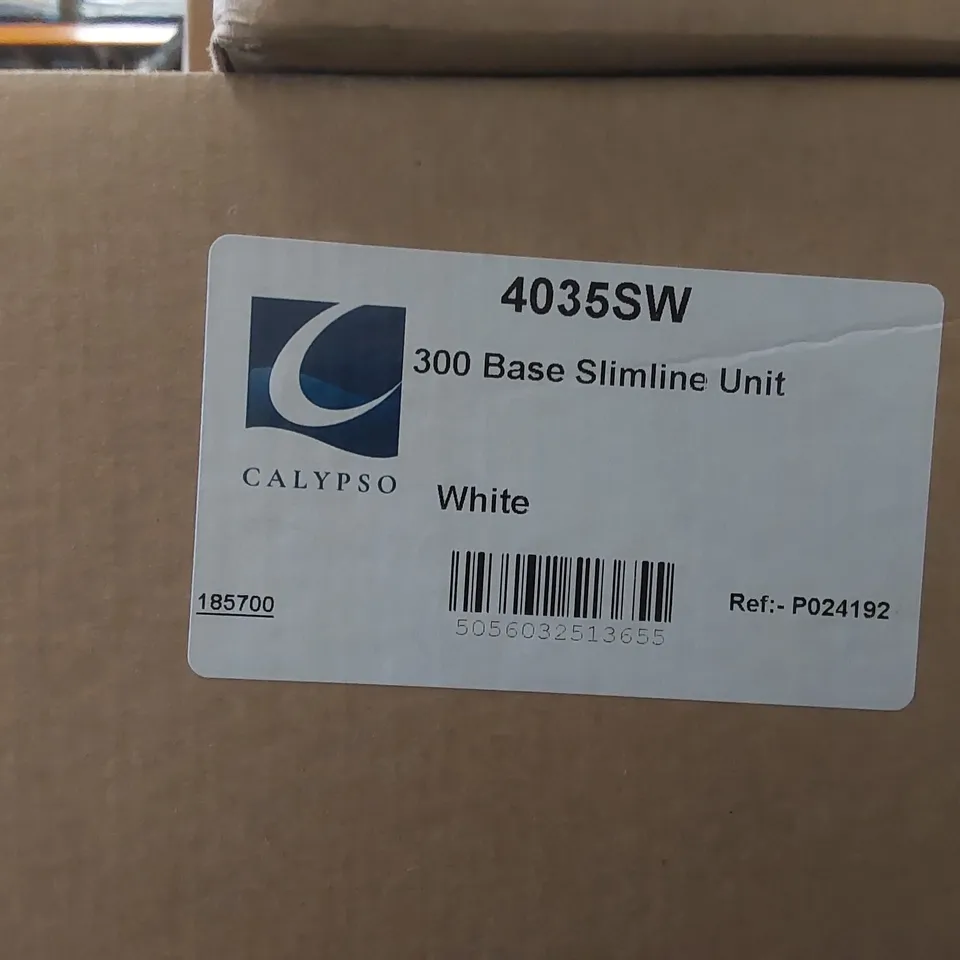 4035SW
300 Base Slimline Unit
CALYPSO
White
185700
5056032513655
Ref:- P024192